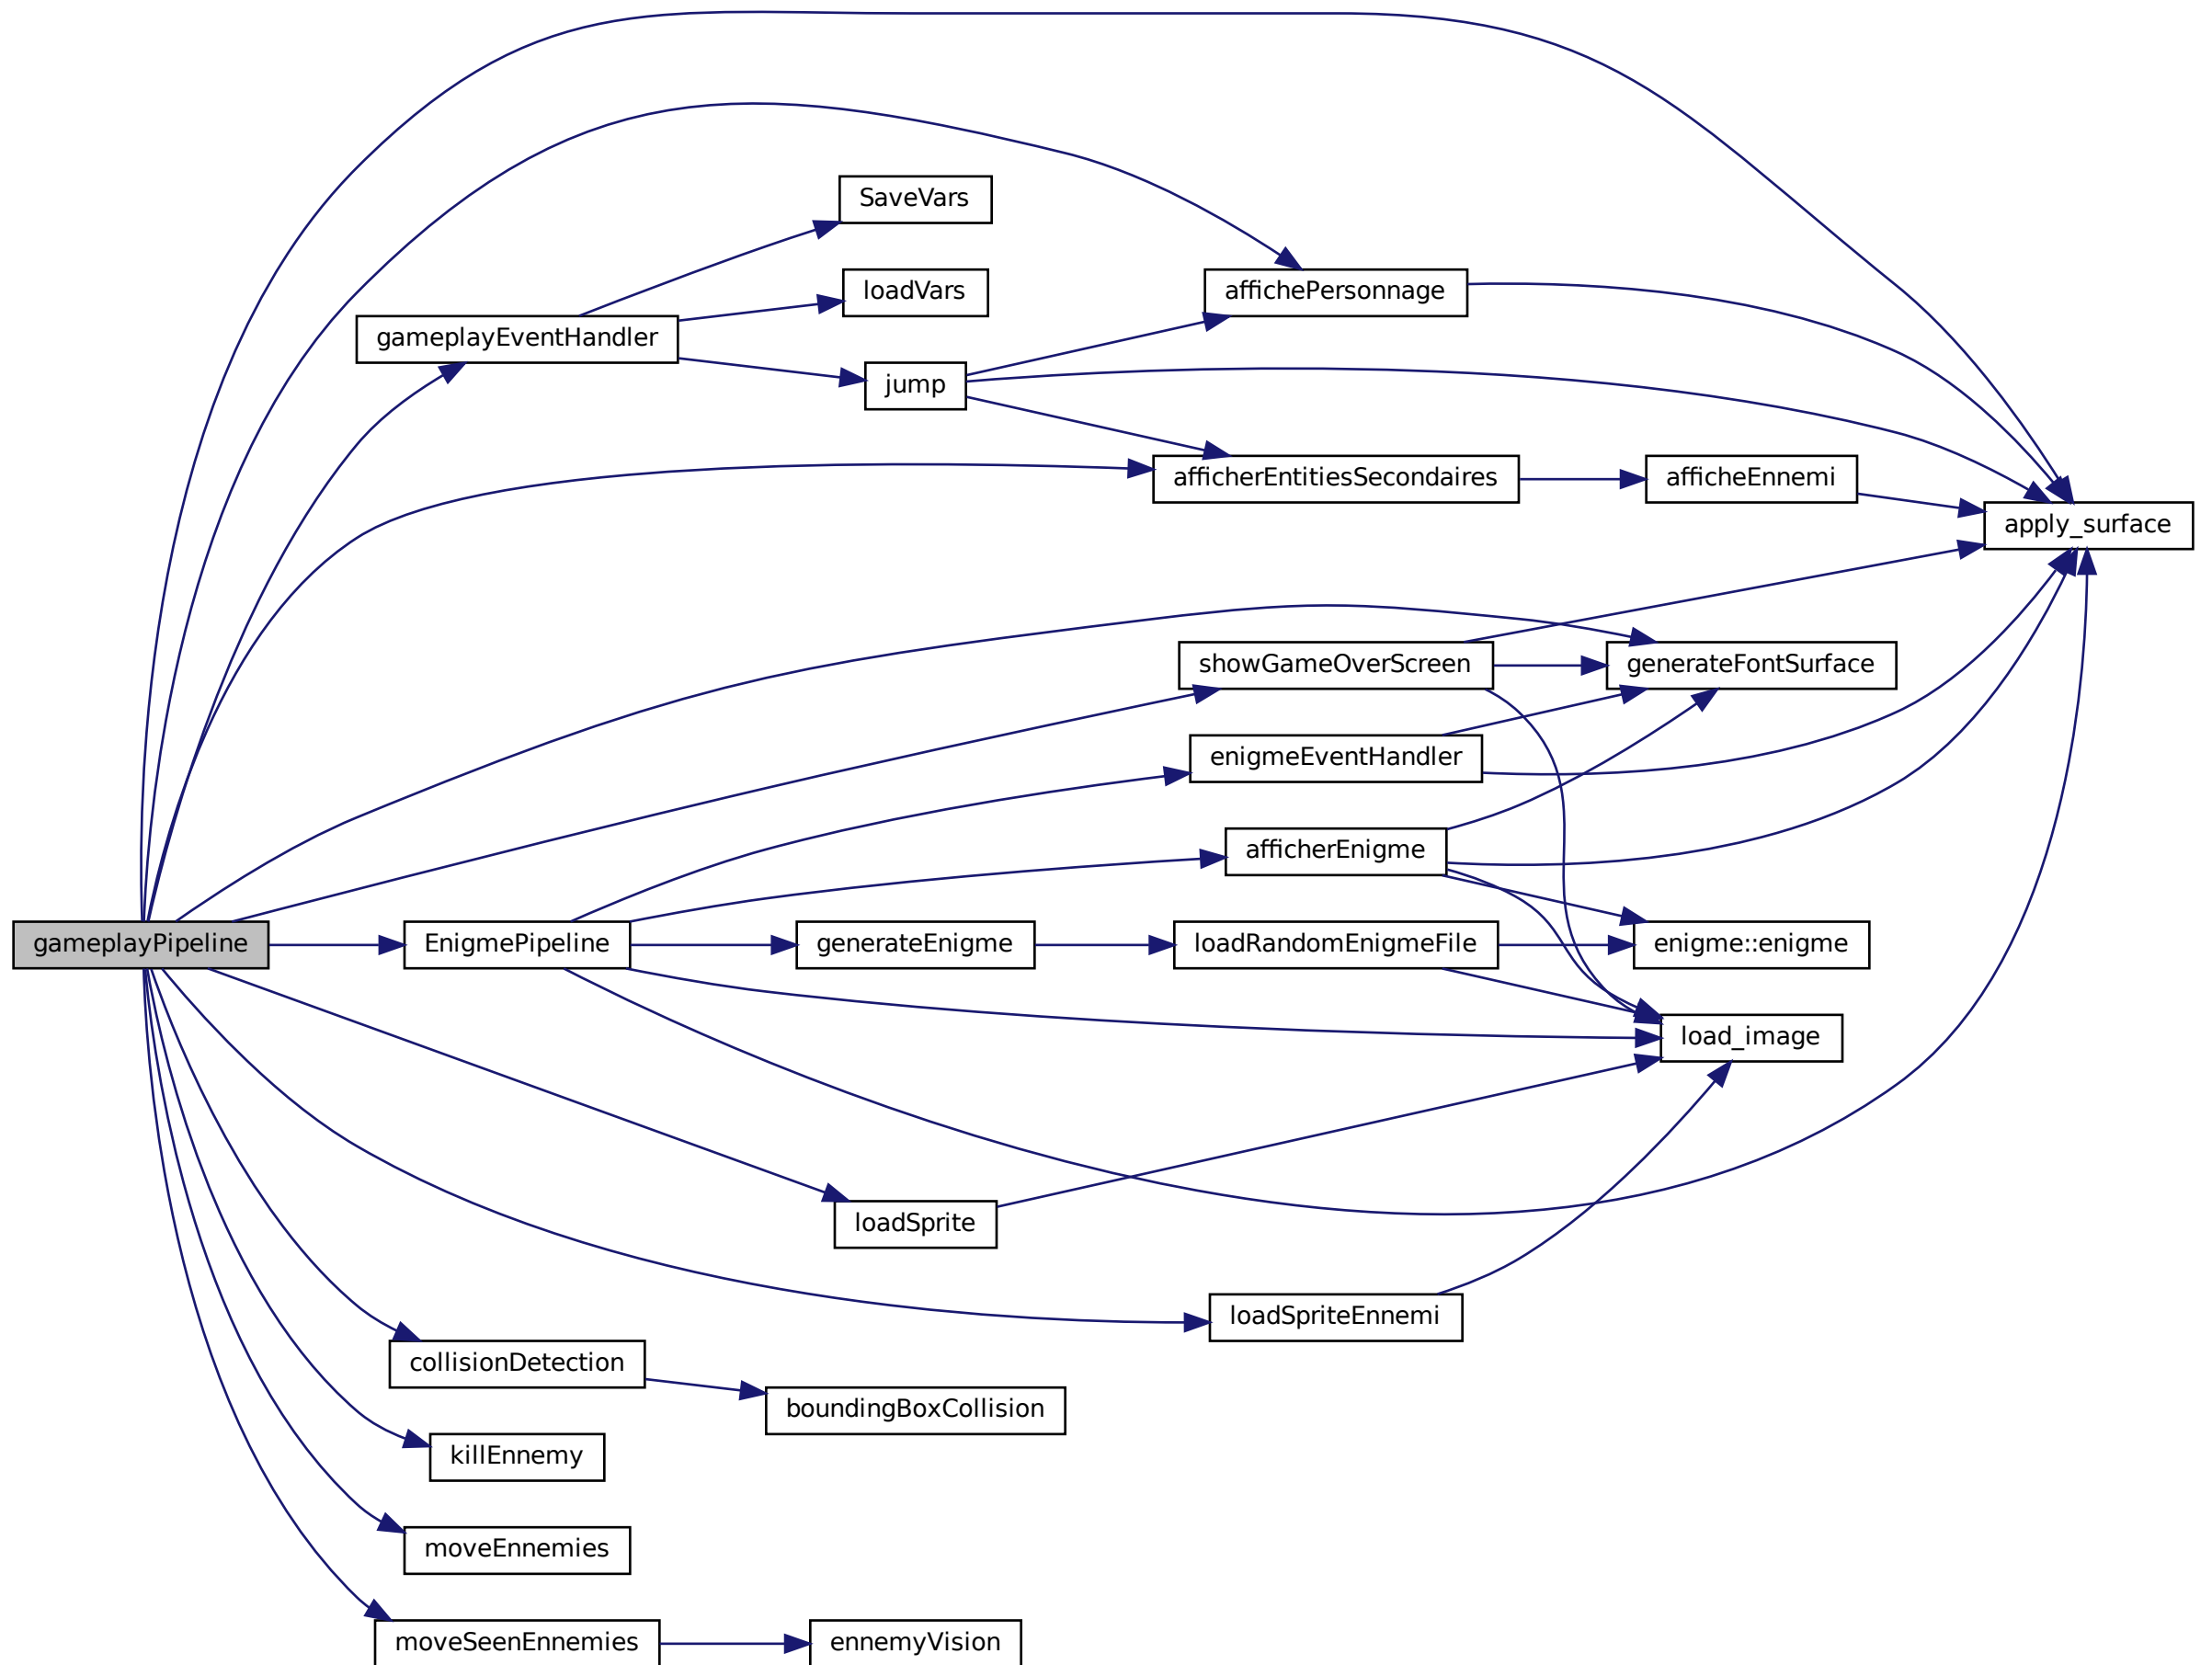 SaveVars
loadVars
affichePersonnage
gameplayEventHandler
jump
afficherEntitiesSecondaires
afficheEnnemi
apply_surface
showGameOverScreen
generateFontSurface
enigmeEventHandler
afficherEnigme
gameplayPipeline
EnigmePipeline
generateEnigme
loadRandomEnigmeFile
enigme::enigme
load_image
loadSprite
loadSpriteEnnemi
collisionDetection
boundingBoxCollision
killEnnemy
moveEnnemies
moveSeenEnnemies
ennemyVision